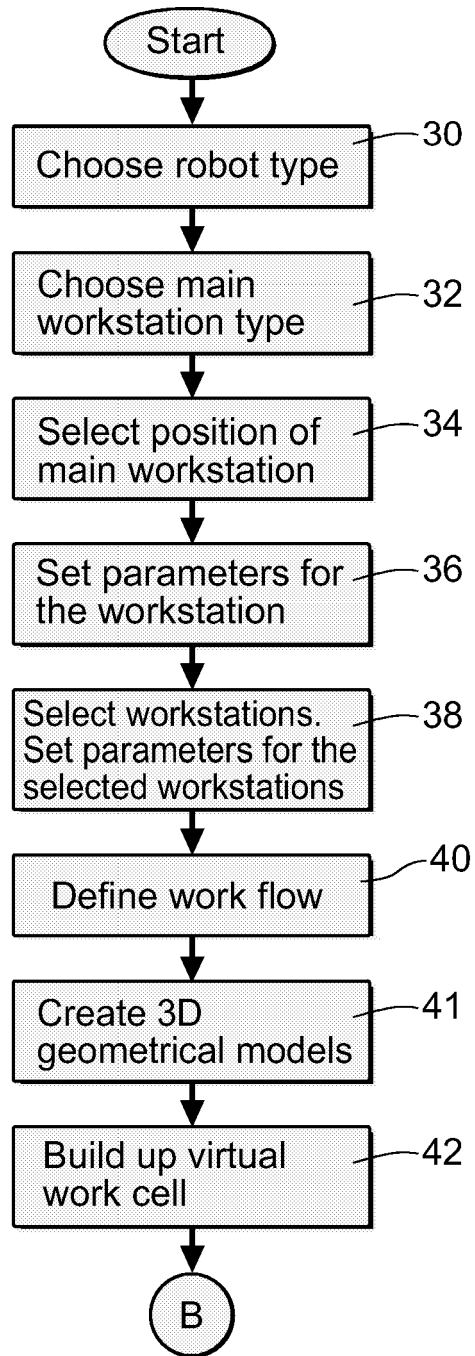 Start
Choose robot type
30
Choose main
workstation type
32
Select position of
main workstation
34
Set parameters for
the workstation
36
Select workstations.
Set parameters for the
selected workstations
38
Define work flow
40
Create 3D
geometrical models
41
Build up virtual
work cell
42
B